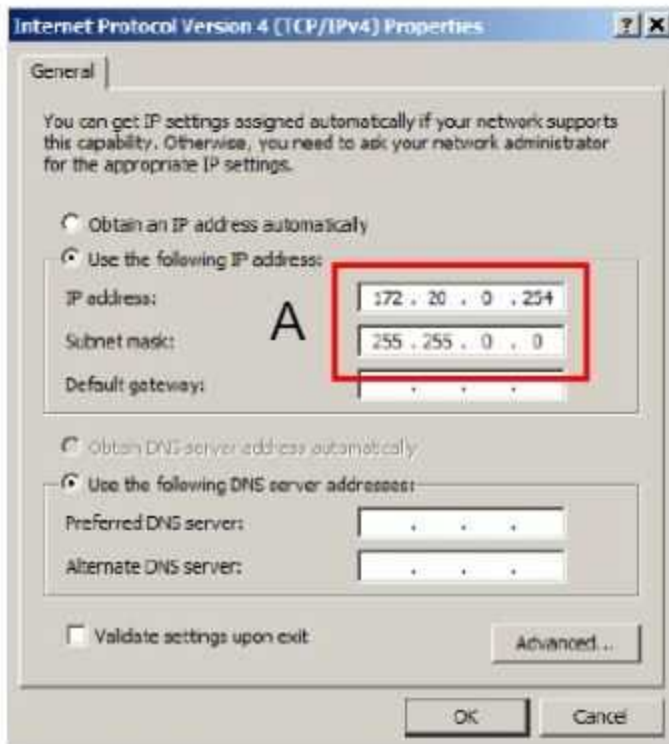 Internet Protocol Version 4 (TCP/IPv4) Properties
General
You can get IP settings assigned automatically if your network supports
this capability. Otherwise, you need to ask your network administrator
for the appropriate IP settings.
Obtain an IP address automatically
Use the following IP address:
IP address: 172 . 20 . 0 . 254
A
Subnet mask: 255 . 255 . 0 . 0
Default gateway: . . .
Obtain DNS server address automatically
Use the following DNS server addresses:
Preferred DNS server: . . .
Alternate DNS server: . . .
Validate settings upon exit
Advanced...
OK Cancel